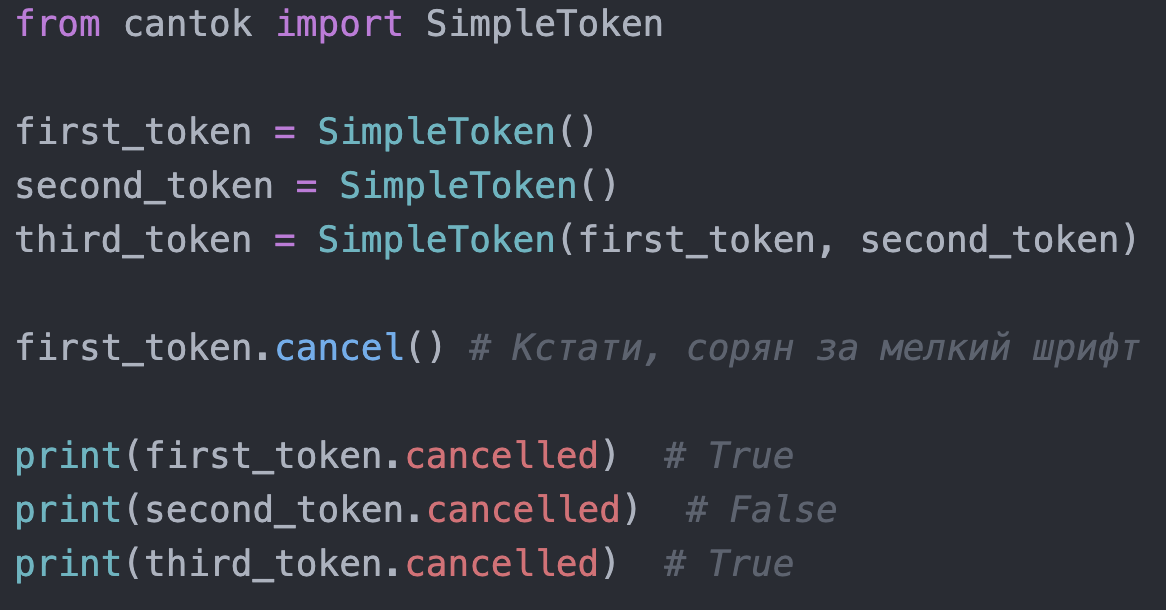 from cantok import SimpleToken
first_token = SimpleToken()
second_token = SimpleToken()
third_token = SimpleToken(first_token, second_token)
first_token.cancel() # Кстати, сорян за мелкий шрифт
print(first_token.cancelled)  # True
print(second_token.cancelled)  # False
print(third_token.cancelled)  # True